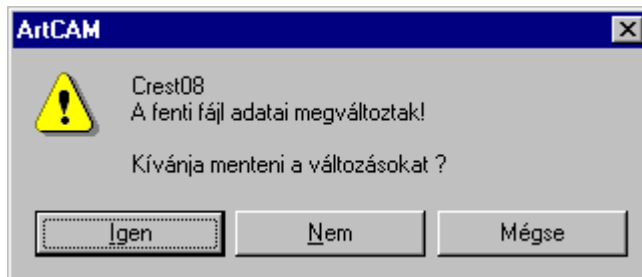 ArtCAM
Crest08
A fenti fájl adatai megváltoztak!
Kívánja menteni a változásokat ?
Igen
Nem
Mégse